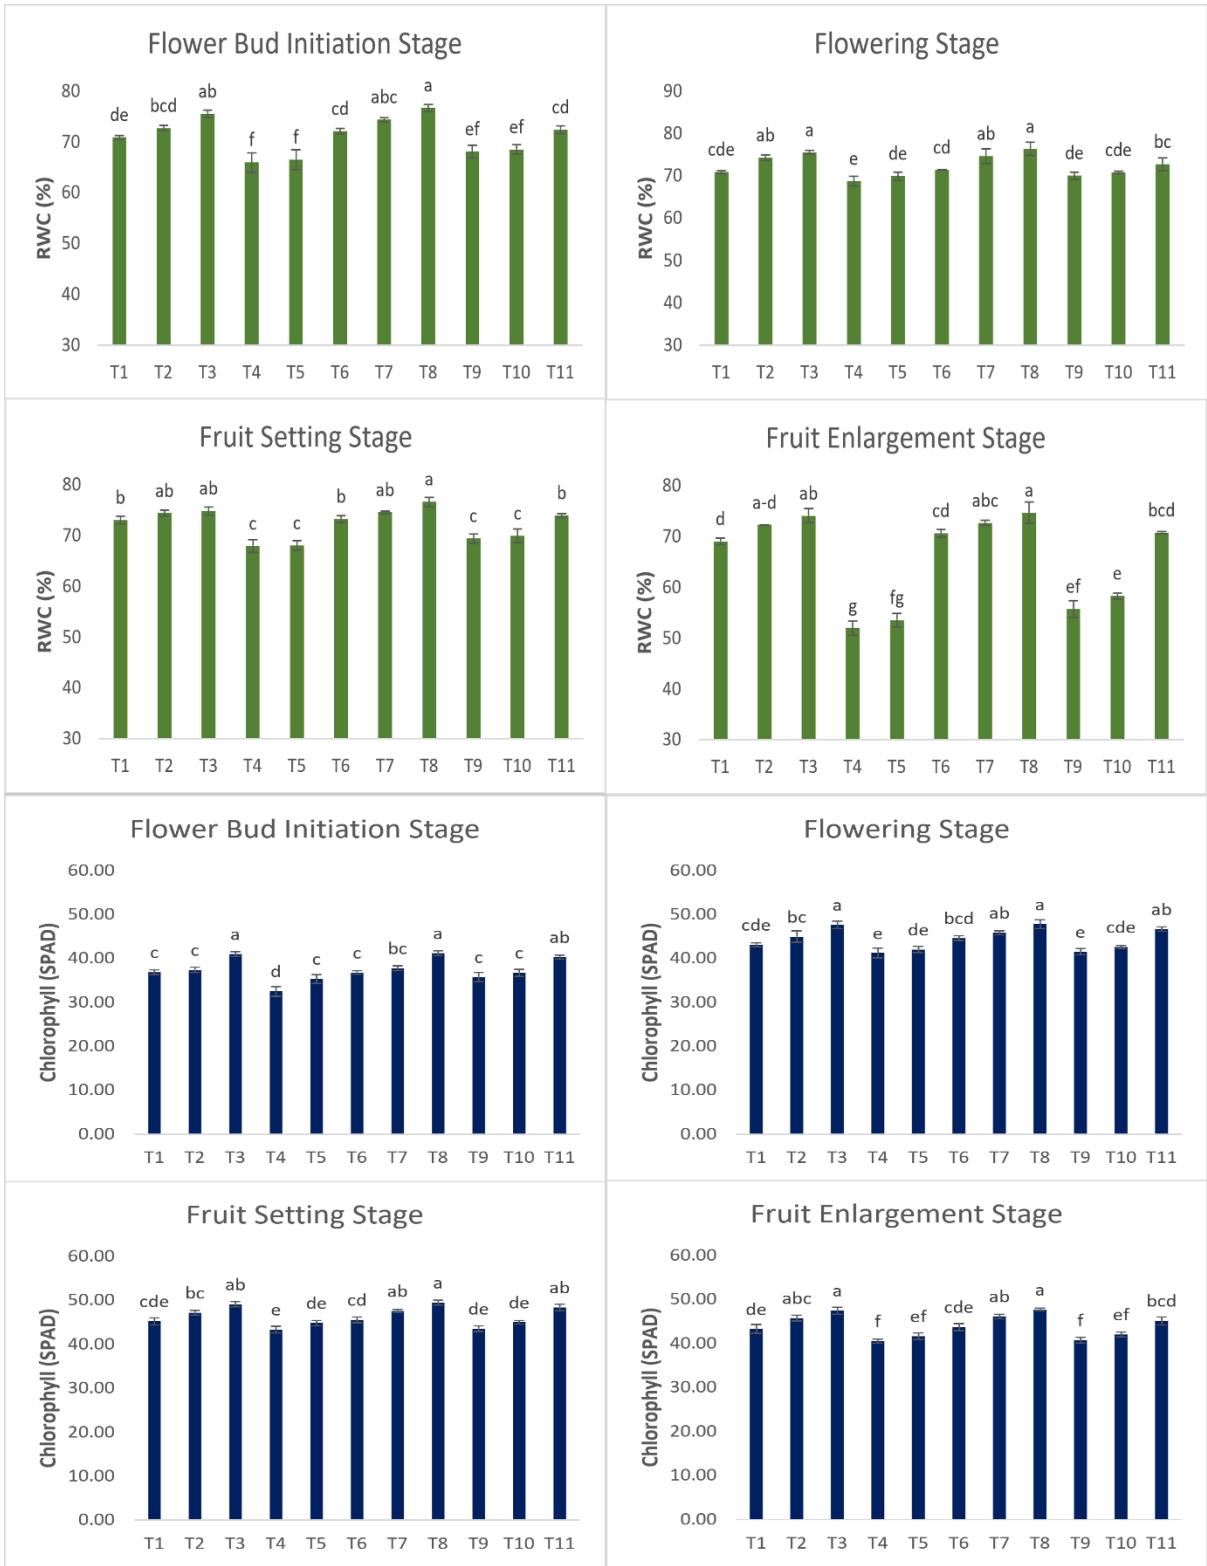 Flower Bud Initiation Stage
RWC (%)
80
70
60
50
40
30
de bcd ab f f cd abc a ef ef cd
T1 T2 T3 T4 T5 T6 T7 T8 T9 T10 T11
Flowering Stage
RWC (%)
90
80
70
60
50
40
30
cde ab a e de cd ab a de cde bc
T1 T2 T3 T4 T5 T6 T7 T8 T9 T10 T11
Fruit Setting Stage
RWC (%)
80
70
60
50
40
30
b ab ab c c b ab a c c b
T1 T2 T3 T4 T5 T6 T7 T8 T9 T10 T11
Fruit Enlargement Stage
RWC (%)
80
70
60
50
40
30
d a-d ab g fg cd abc a ef e bcd
T1 T2 T3 T4 T5 T6 T7 T8 T9 T10 T11
Flower Bud Initiation Stage
Chlorophyll (SPAD)
60.00
50.00
40.00
30.00
20.00
10.00
0.00
c c a d c c bc a c c ab
T1 T2 T3 T4 T5 T6 T7 T8 T9 T10 T11
Flowering Stage
Chlorophyll (SPAD)
60.00
50.00
40.00
30.00
20.00
10.00
0.00
cde bc a e de bcd ab a e cde ab
T1 T2 T3 T4 T5 T6 T7 T8 T9 T10 T11
Fruit Setting Stage
Chlorophyll (SPAD)
60.00
50.00
40.00
30.00
20.00
10.00
0.00
cde bc ab e de cd ab a de de ab
T1 T2 T3 T4 T5 T6 T7 T8 T9 T10 T11
Fruit Enlargement Stage
Chlorophyll (SPAD)
60.00
50.00
40.00
30.00
20.00
10.00
0.00
de abc a f ef cde ab a f ef bcd
T1 T2 T3 T4 T5 T6 T7 T8 T9 T10 T11